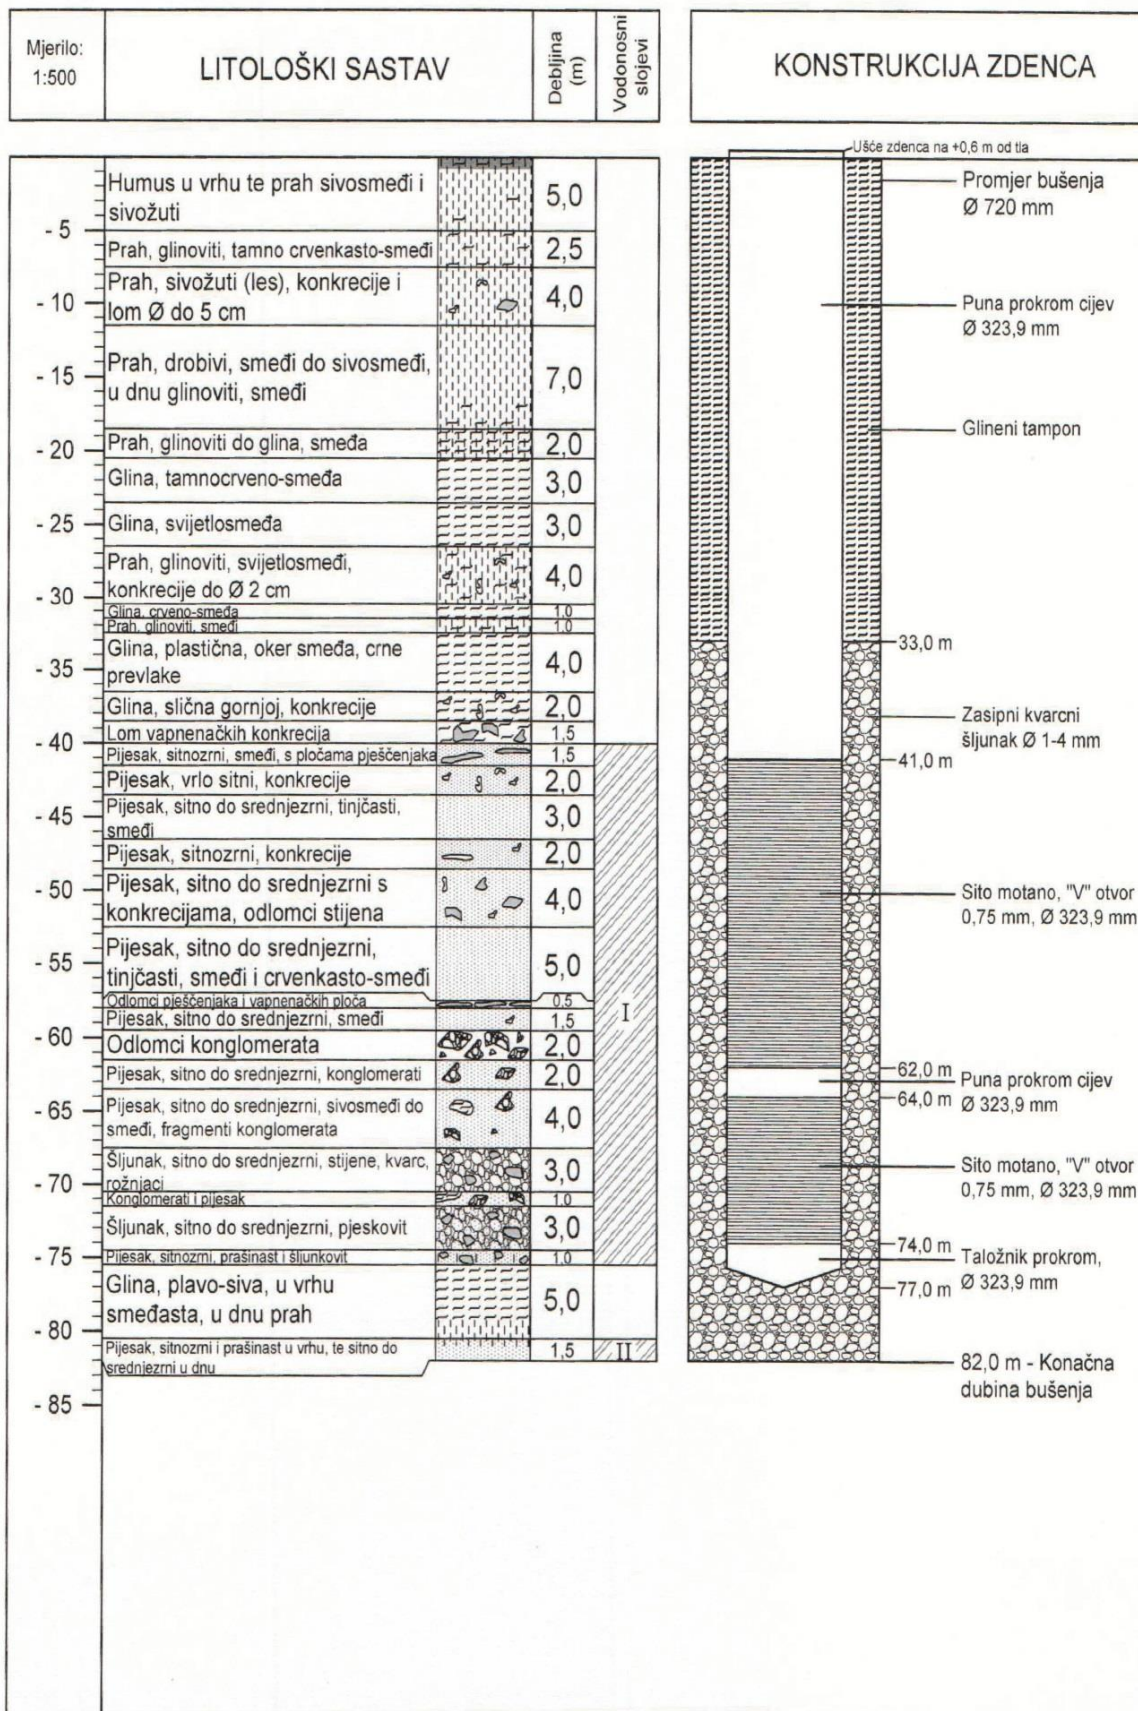 Mjerilo:
1:500
LITOLOŠKI SASTAV
Debljina
(m)
Vodonosni
slojevi
KONSTRUKCIJA ZDENCA
Humus u vrhu te prah sivosmeđi i
sivožuti
5,0
- 5
Prah, glinoviti, tamno crvenkasto-smeđi
2,5
Prah, sivožuti (les), konkrecije i
lom Ø do 5 cm
4,0
- 10
Prah, drobivi, smeđi do sivosmeđi,
u dnu glinoviti, smeđi
7,0
- 15
Prah, glinoviti do glina, smeđa
2,0
- 20
Glina, tamnocrveno-smeđa
3,0
Glina, svijetlosmeđa
3,0
- 25
Prah, glinoviti, svijetlosmeđi,
konkrecije do Ø 2 cm
4,0
- 30
Glina, crveno-smeđa
1,0
Prah, glinoviti, smeđi
1,0
Glina, plastična, oker smeđa, crne
prevlake
4,0
- 35
Glina, slična gornjoj, konkrecije
2,0
Lom vapnenačkih konkrecija
1,5
- 40
Pijesak, sitnozrni, smeđi, s pločama pješčenjaka
1,5
Pijesak, vrlo sitni, konkrecije
2,0
Pijesak, sitno do srednjezrni, tinjčasti,
smeđi
3,0
- 45
Pijesak, sitnozrni, konkrecije
2,0
Pijesak, sitno do srednjezrni s
konkrecijama, odlomci stijena
4,0
- 50
Pijesak, sitno do srednjezrni,
tinjčasti, smeđi i crvenkasto-smeđi
5,0
- 55
Odlomci pješčenjaka i vapnenačkih ploča
0,5
Pijesak, sitno do srednjezrni, smeđi
1,5
I
- 60
Odlomci konglomerata
2,0
Pijesak, sitno do srednjezrni, konglomerati
2,0
Pijesak, sitno do srednjezrni, sivosmeđi do
smeđi, fragmenti konglomerata
4,0
- 65
Šljunak, sitno do srednjezrni, stijene, kvarc,
rožnjaci
3,0
- 70
Konglomerati i pijesak
1,0
Šljunak, sitno do srednjezrni, pjeskovit
3,0
- 75
Pijesak, sitnozrni, prašinast i šljunkovit
1,0
Glina, plavo-siva, u vrhu
smeđasta, u dnu prah
5,0
- 80
Pijesak, sitnozrni i prašinast u vrhu, te sitno do
srednjezrni u dnu
1,5
II
- 85
Ušće zdenca na +0,6 m od tla
Promjer bušenja
Ø 720 mm
Puna prokrom cijev
Ø 323,9 mm
Glineni tampon
33,0 m
Zasipni kvarcni
šljunak Ø 1-4 mm
41,0 m
Sito motano, "V" otvor
0,75 mm, Ø 323,9 mm
62,0 m
Puna prokrom cijev
64,0 m
Ø 323,9 mm
Sito motano, "V" otvor
0,75 mm, Ø 323,9 mm
74,0 m
Taložnik prokrom,
Ø 323,9 mm
77,0 m
82,0 m - Konačna
dubina bušenja